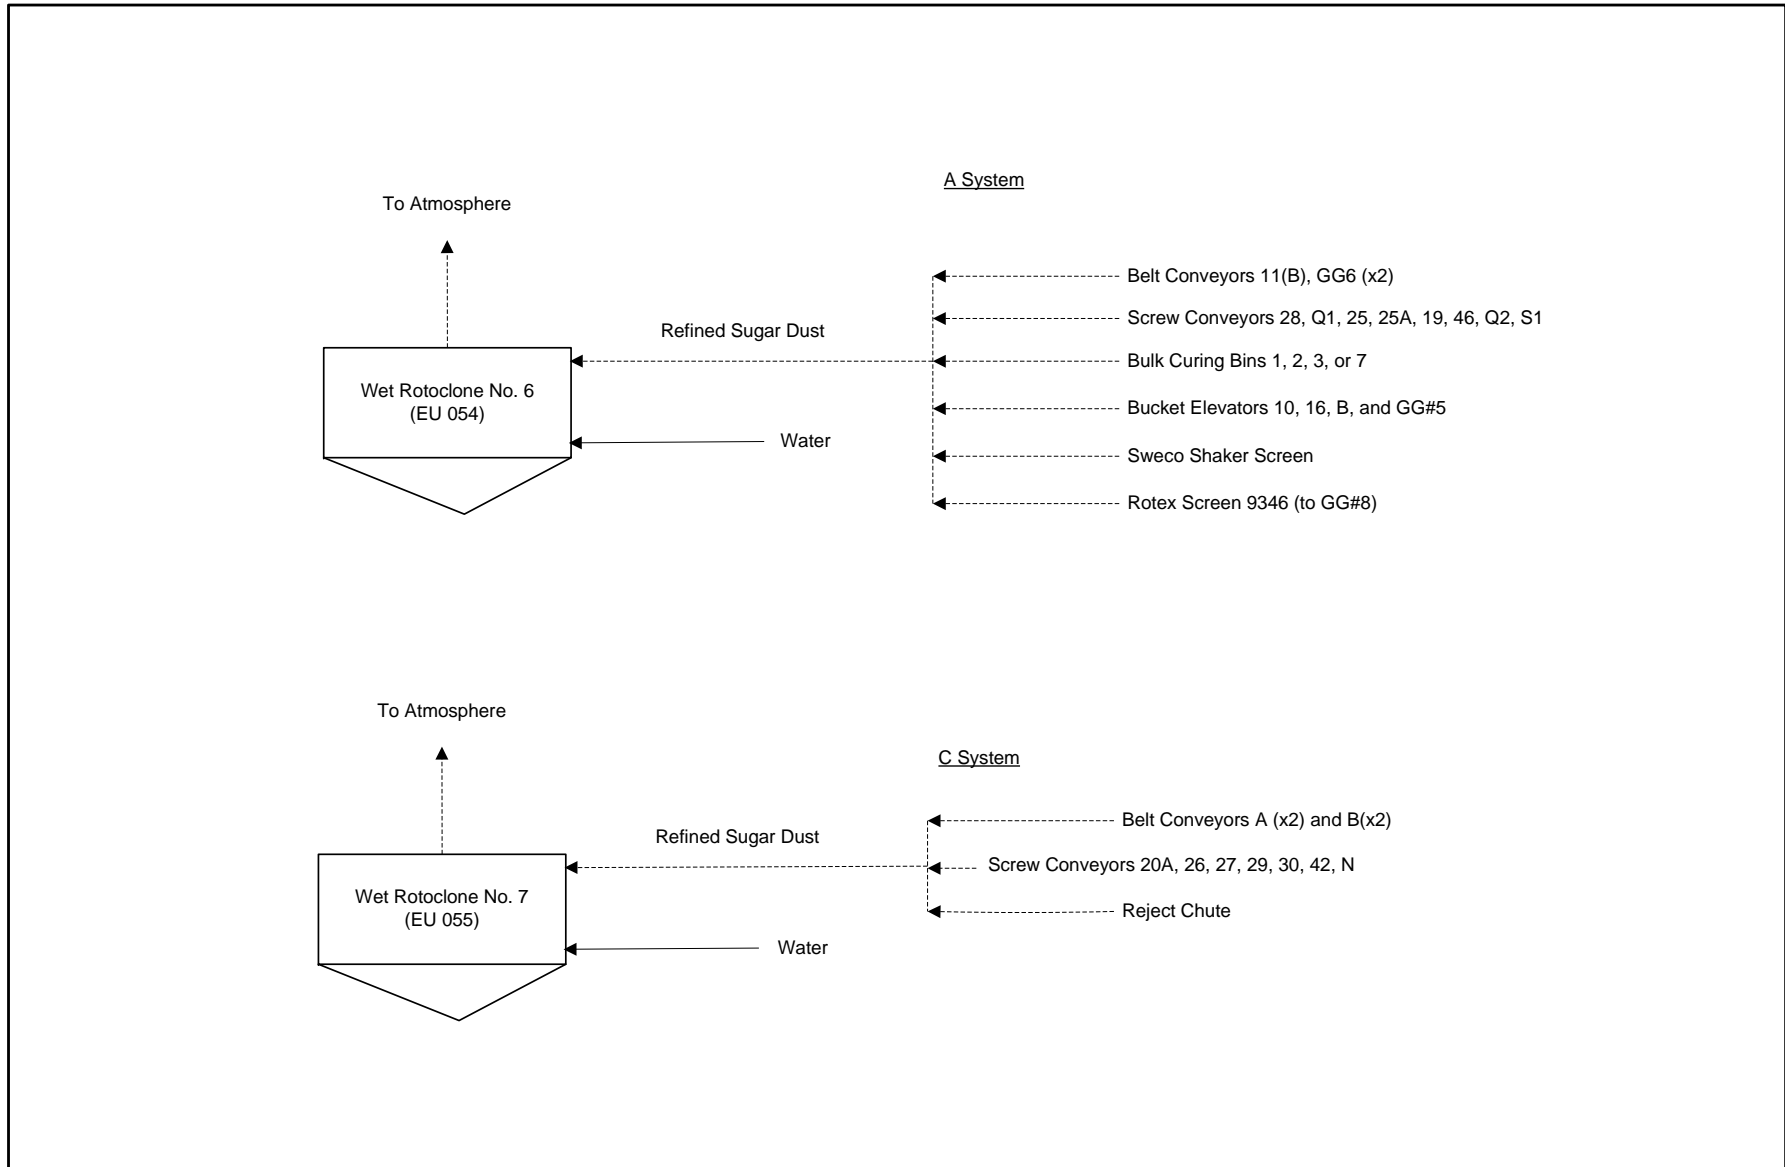 A System
To Atmosphere
Belt Conveyors 11(B), GG6 (x2)
Screw Conveyors 28, Q1, 25, 25A, 19, 46, Q2, S1
Refined Sugar Dust
Bulk Curing Bins 1, 2, 3, or 7
Wet Rotoclone No. 6
(EU 054)
Bucket Elevators 10, 16, B, and GG#5
Water
Sweco Shaker Screen
Rotex Screen 9346 (to GG#8)
To Atmosphere
C System
Belt Conveyors A (x2) and B(x2)
Refined Sugar Dust
Screw Conveyors 20A, 26, 27, 29, 30, 42, N
Wet Rotoclone No. 7
(EU 055)
Reject Chute
Water